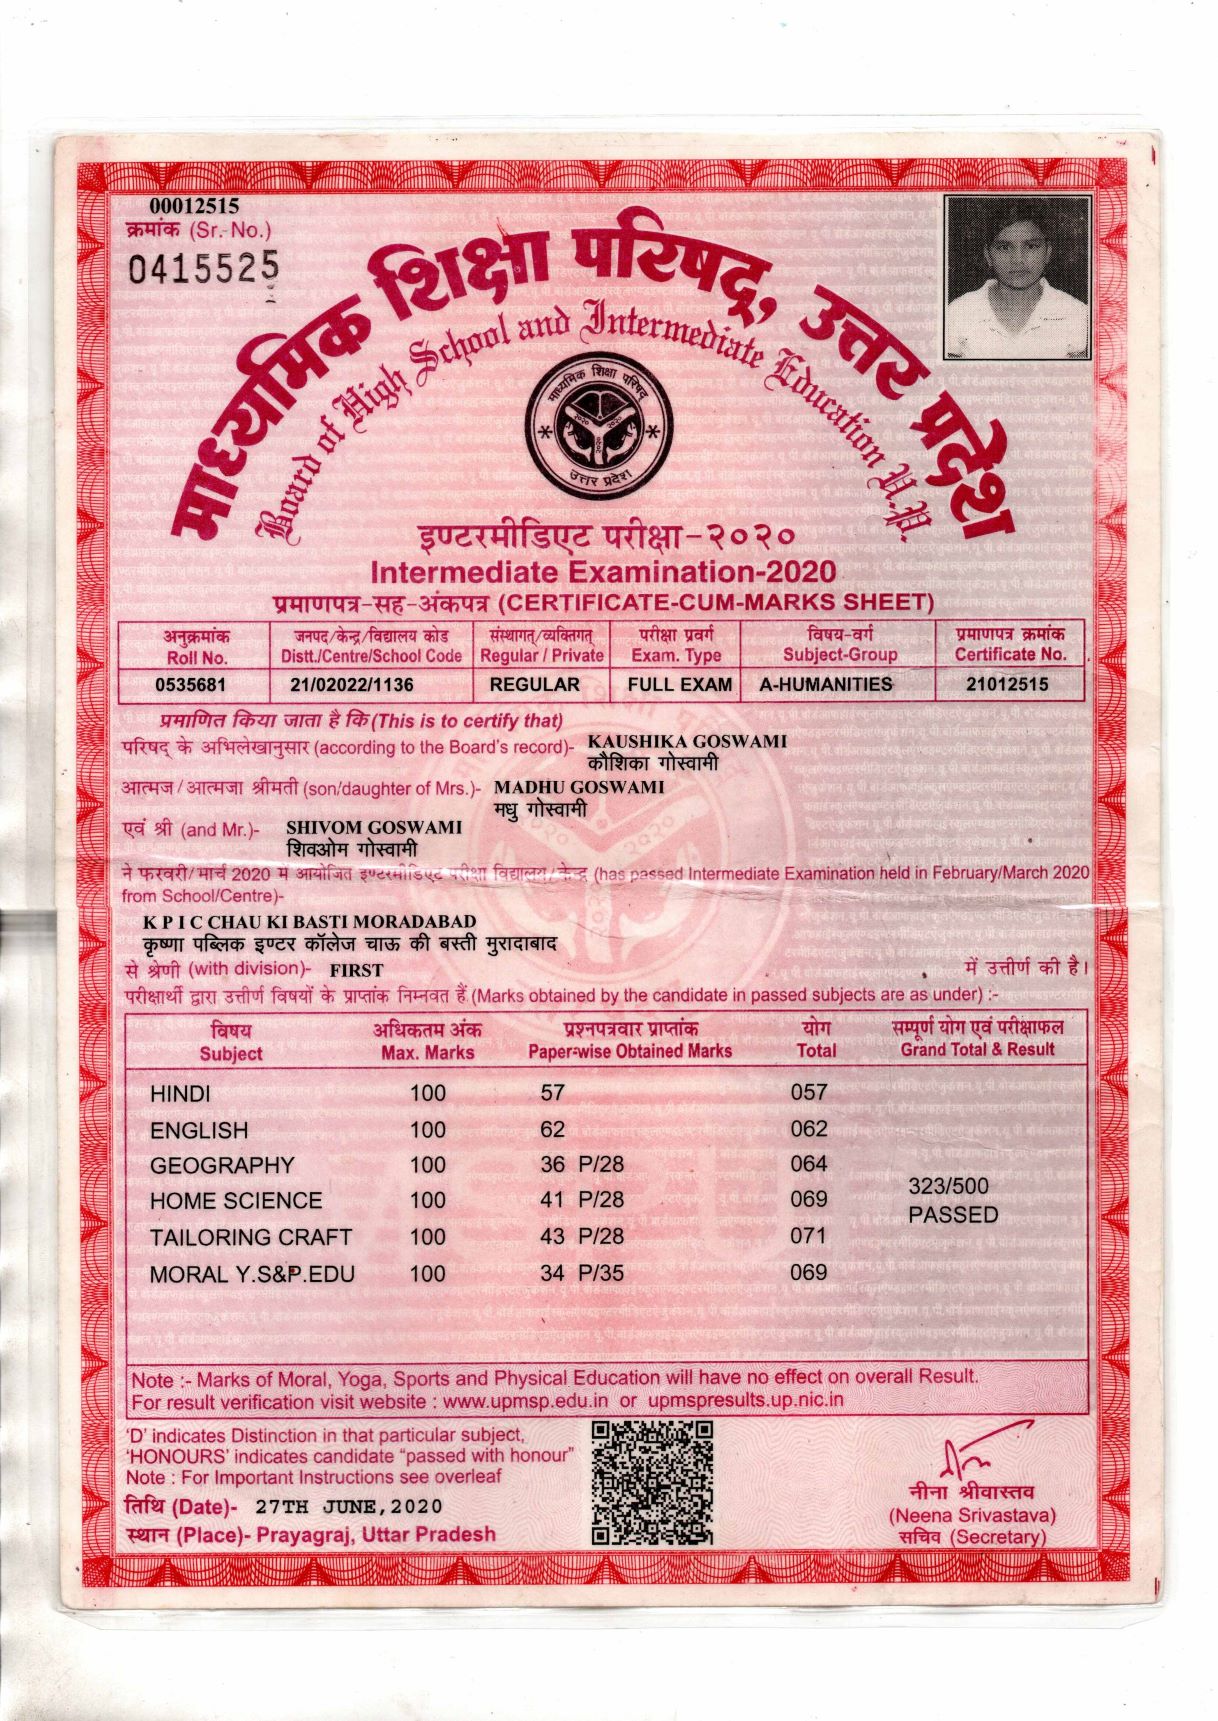 00012515
क्रमांक (Sr. No.)
0415525
माध्यमिक शिक्षा परिषद्, उत्तर प्रदेश
Board of High School and Intermediate Education U.P.
माध्यमिक शिक्षा परिषद
उत्तर प्रदेश
इण्टरमीडिएट परीक्षा-२०२०
Intermediate Examination-2020
प्रमाणपत्र-सह-अंकपत्र (CERTIFICATE-CUM-MARKS SHEET)
अनुक्रमांक जनपद/केन्द्र/विद्यालय कोड संस्थागत्/व्यक्तिगत् परीक्षा प्रवर्ग विषय-वर्ग प्रमाणपत्र क्रमांक
Roll No. Distt./Centre/School Code Regular / Private Exam. Type Subject-Group Certificate No.
0535681 21/02022/1136 REGULAR FULL EXAM A-HUMANITIES 21012515
प्रमाणित किया जाता है कि (This is to certify that)
परिषद् के अभिलेखानुसार (according to the Board's record)- KAUSHIKA GOSWAMI
कौशिका गोस्वामी
आत्मज/आत्मजा श्रीमती (son/daughter of Mrs.)- MADHU GOSWAMI
मधु गोस्वामी
एवं श्री (and Mr.)- SHIVOM GOSWAMI
शिवओम गोस्वामी
ने फरवरी/मार्च 2020 में आयोजित इण्टरमीडिएट परीक्षा विद्यालय/केन्द्र (has passed Intermediate Examination held in February/March 2020
from School/Centre)-
K P I C CHAU KI BASTI MORADABAD
कृष्णा पब्लिक इण्टर कॉलेज चाऊ की बस्ती मुरादाबाद
से श्रेणी (with division)- FIRST में उत्तीर्ण की है।
परीक्षार्थी द्वारा उत्तीर्ण विषयों के प्राप्तांक निम्नवत हैं (Marks obtained by the candidate in passed subjects are as under) :-
विषय अधिकतम अंक प्रश्नपत्रवार प्राप्तांक योग सम्पूर्ण योग एवं परीक्षाफल
Subject Max. Marks Paper-wise Obtained Marks Total Grand Total & Result
HINDI 100 57 057
ENGLISH 100 62 062
GEOGRAPHY 100 36 P/28 064
323/500
HOME SCIENCE 100 41 P/28 069
PASSED
TAILORING CRAFT 100 43 P/28 071
MORAL Y.S&P.EDU 100 34 P/35 069
Note :- Marks of Moral, Yoga, Sports and Physical Education will have no effect on overall Result.
For result verification visit website : www.upmsp.edu.in or upmspresults.up.nic.in
'D' indicates Distinction in that particular subject,
'HONOURS' indicates candidate "passed with honour"
Note : For Important Instructions see overleaf
तिथि (Date)- 27TH JUNE,2020
स्थान (Place)- Prayagraj, Uttar Pradesh
नीना श्रीवास्तव
(Neena Srivastava)
सचिव (Secretary)